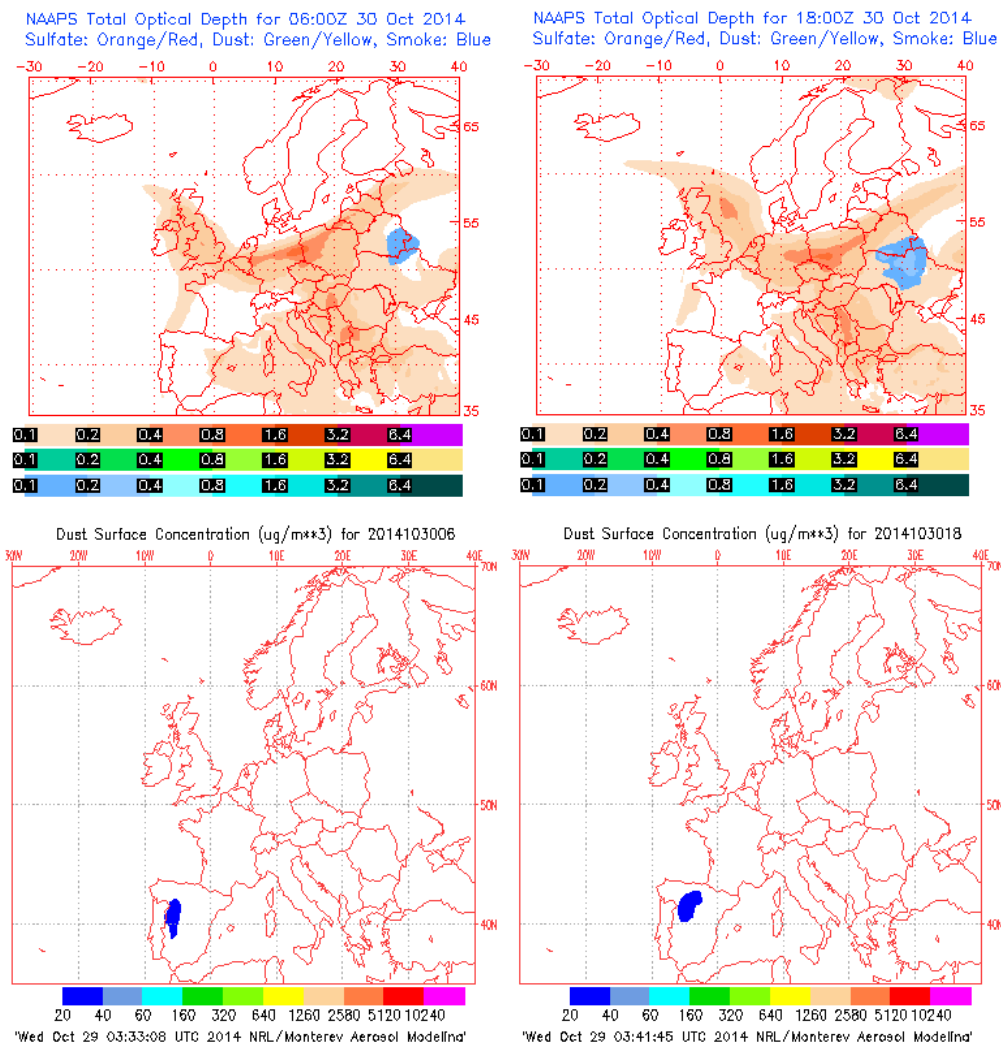 NAAPS Total Optical Depth for 06:00Z 30 Oct 2014
Sulfate: Orange/Red, Dust: Green/Yellow, Smoke: Blue
-30 -20 -10 0 10 20 30 40
65
55
45
35
0.1 0.2 0.4 0.8 1.6 3.2 6.4
0.1 0.2 0.4 0.8 1.6 3.2 6.4
0.1 0.2 0.4 0.8 1.6 3.2 6.4
NAAPS Total Optical Depth for 18:00Z 30 Oct 2014
Sulfate: Orange/Red, Dust: Green/Yellow, Smoke: Blue
-30 -20 -10 0 10 20 30 40
65
55
45
35
0.1 0.2 0.4 0.8 1.6 3.2 6.4
0.1 0.2 0.4 0.8 1.6 3.2 6.4
0.1 0.2 0.4 0.8 1.6 3.2 6.4
Dust Surface Concentration (ug/m**3) for 2014103006
30W 20W 10W 0 10E 20E 30E 40E
70N
60N
50N
40N
20 40 60 160 320 640 1260 2580 5120 10240
'Wed Oct 29 03:33:08 UTC 2014 NRL/Monterey Aerosol Modeling'
Dust Surface Concentration (ug/m**3) for 2014103018
30W 20W 10W 0 10E 20E 30E 40E
70N
60N
50N
40N
20 40 60 160 320 640 1260 2580 5120 10240
'Wed Oct 29 03:41:45 UTC 2014 NRL/Monterey Aerosol Modeling'